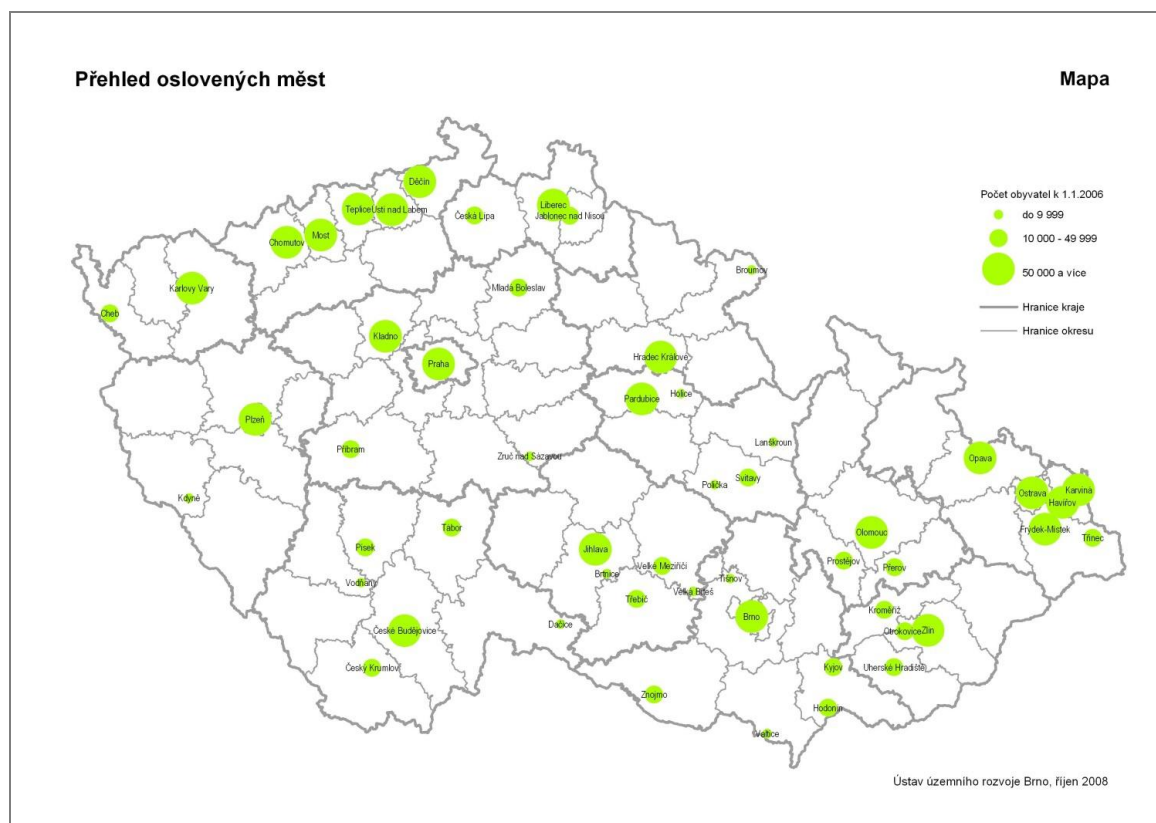 Přehled oslovených měst
Mapa
Počet obyvatel k 1.1.2006
do 9 999
10 000 - 49 999
50 000 a více
Hranice kraje
Hranice okresu
Děčín
Teplice
Ústí nad Labem
Liberec
Česká Lípa
Jablonec nad Nisou
Most
Chomutov
Broumov
Karlovy Vary
Mladá Boleslav
Cheb
Kladno
Hradec Králové
Praha
Holice
Pardubice
Plzeň
Lanškroun
Příbram
Zruč nad Sázavou
Opava
Svitavy
Polička
Karviná
Ostrava
Kdyně
Havířov
Tábor
Frýdek-Místek
Olomouc
Třinec
Písek
Jihlava
Prostějov
Velké Meziříčí
Přerov
Brtnice
Vodňany
Tišnov
Velká Bíteš
Třebíč
Kroměříž
Brno
Dačice
České Budějovice
Otrokovice
Zlín
Český Krumlov
Kyjov
Uherské Hradiště
Znojmo
Hodonín
Valtice
Ústav územního rozvoje Brno, říjen 2008